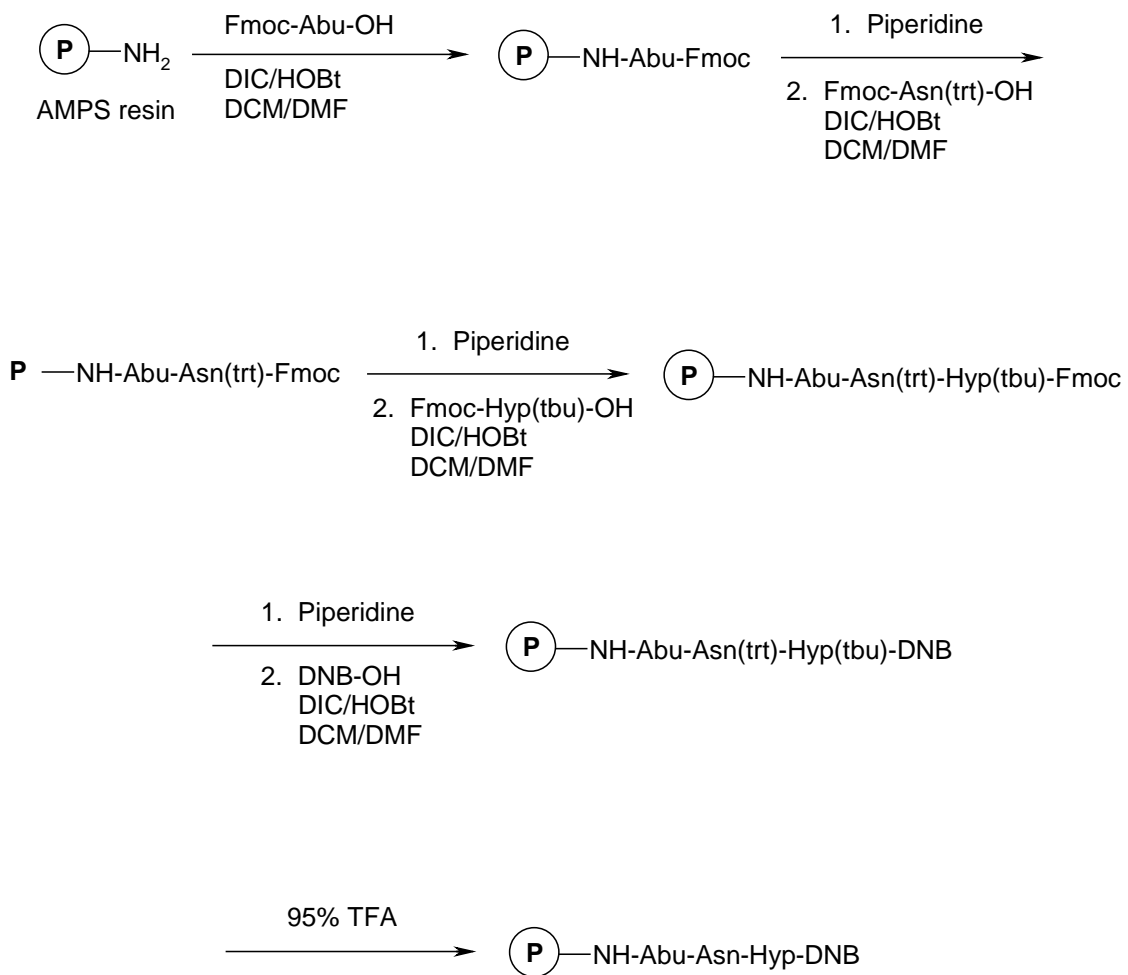 P
NH2
AMPS resin
Fmoc-Abu-OH
DIC/HOBt
DCM/DMF
P
NH-Abu-Fmoc
1. Piperidine
2. Fmoc-Asn(trt)-OH
DIC/HOBt
DCM/DMF
P
NH-Abu-Asn(trt)-Fmoc
1. Piperidine
2. Fmoc-Hyp(tbu)-OH
DIC/HOBt
DCM/DMF
P
NH-Abu-Asn(trt)-Hyp(tbu)-Fmoc
1. Piperidine
2. DNB-OH
DIC/HOBt
DCM/DMF
P
NH-Abu-Asn(trt)-Hyp(tbu)-DNB
95% TFA
P
NH-Abu-Asn-Hyp-DNB